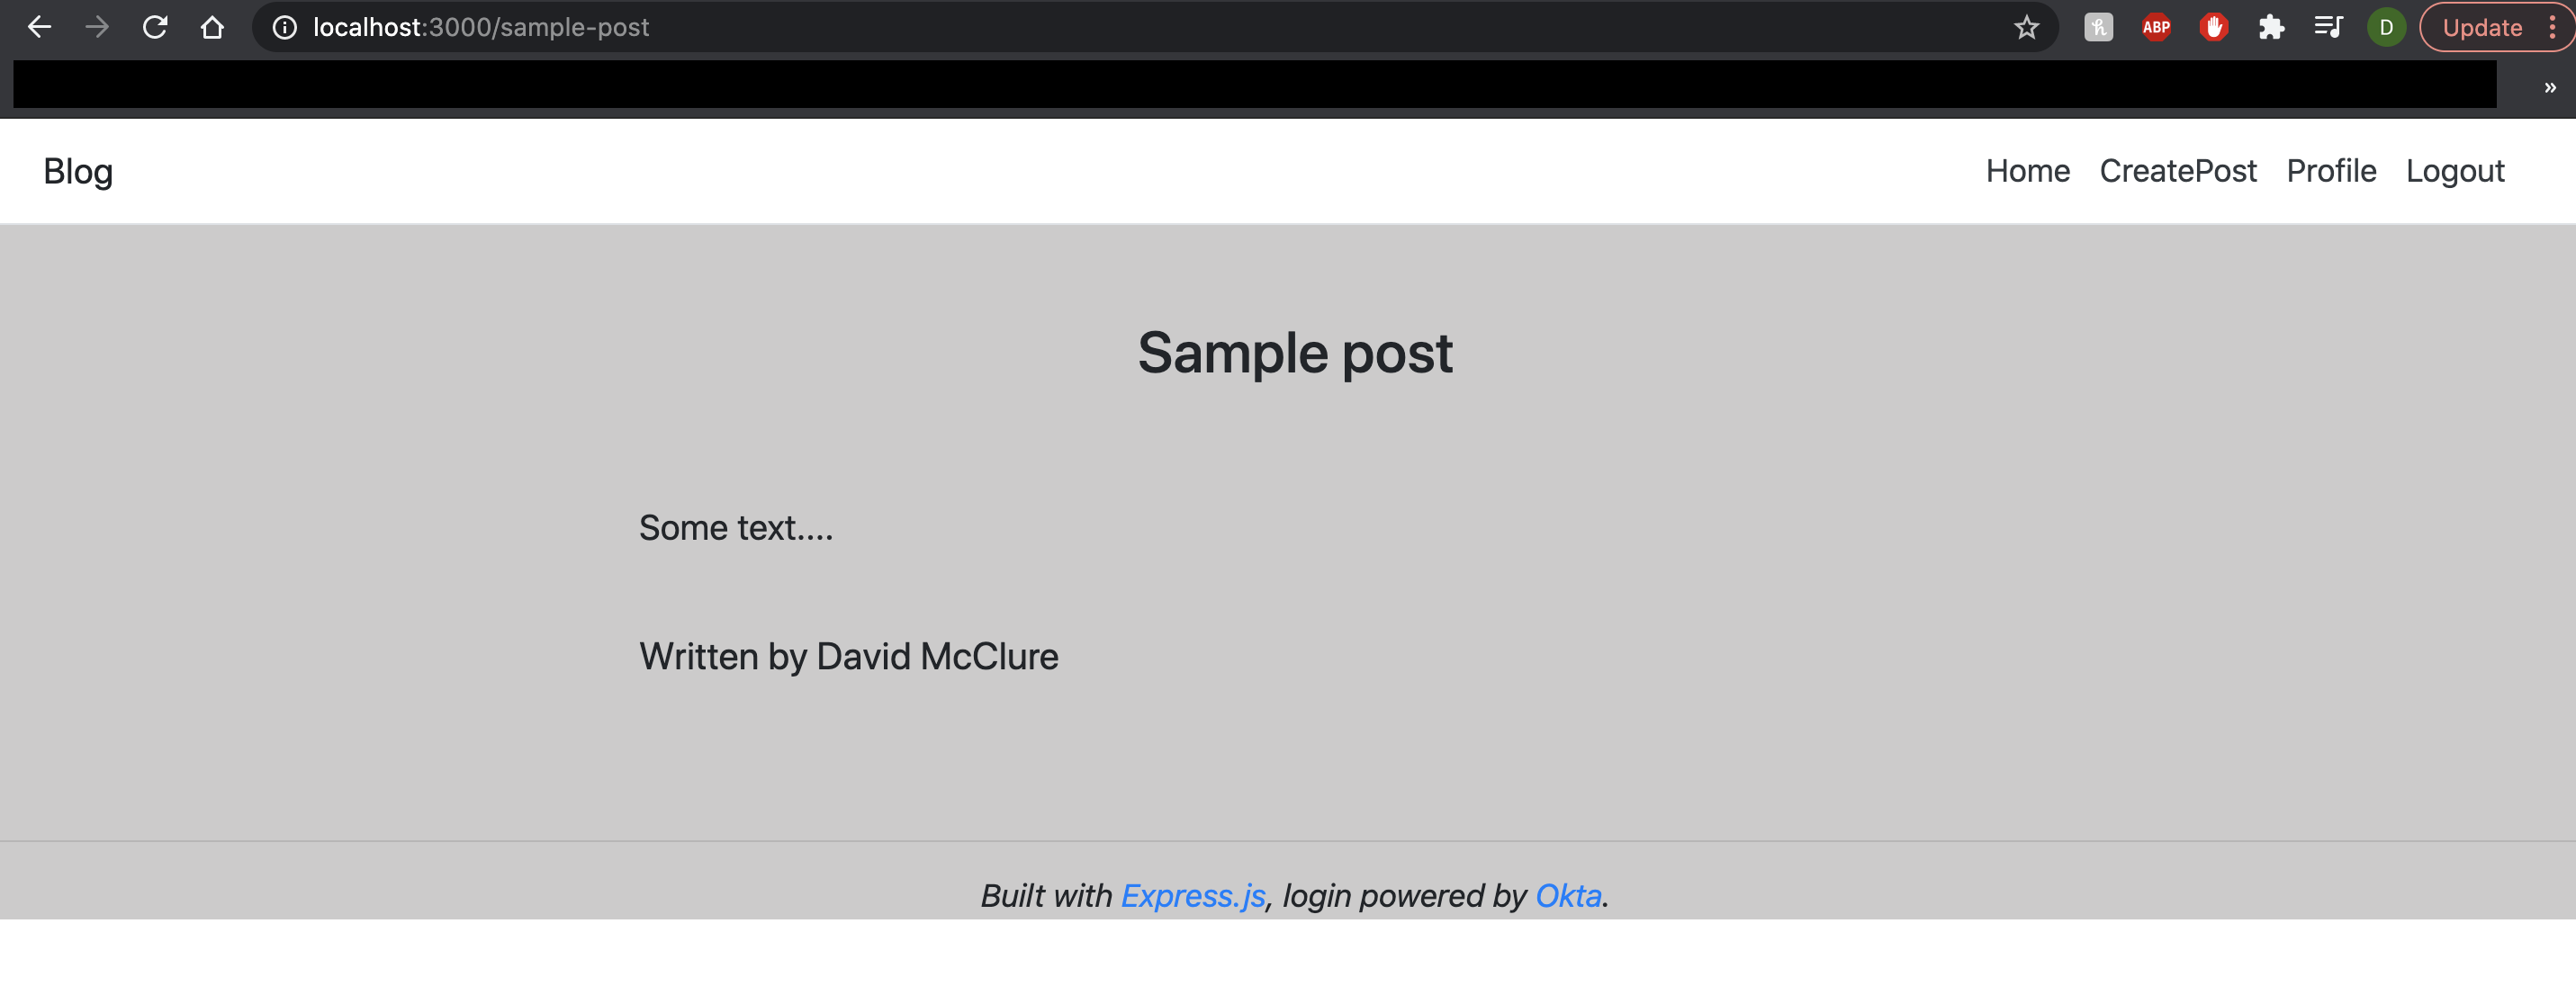 localhost:3000/sample-post
ABP
D
Update
»
Blog
Home CreatePost Profile Logout
Sample post
Some text....
Written by David McClure
Built with Express.js, login powered by Okta.